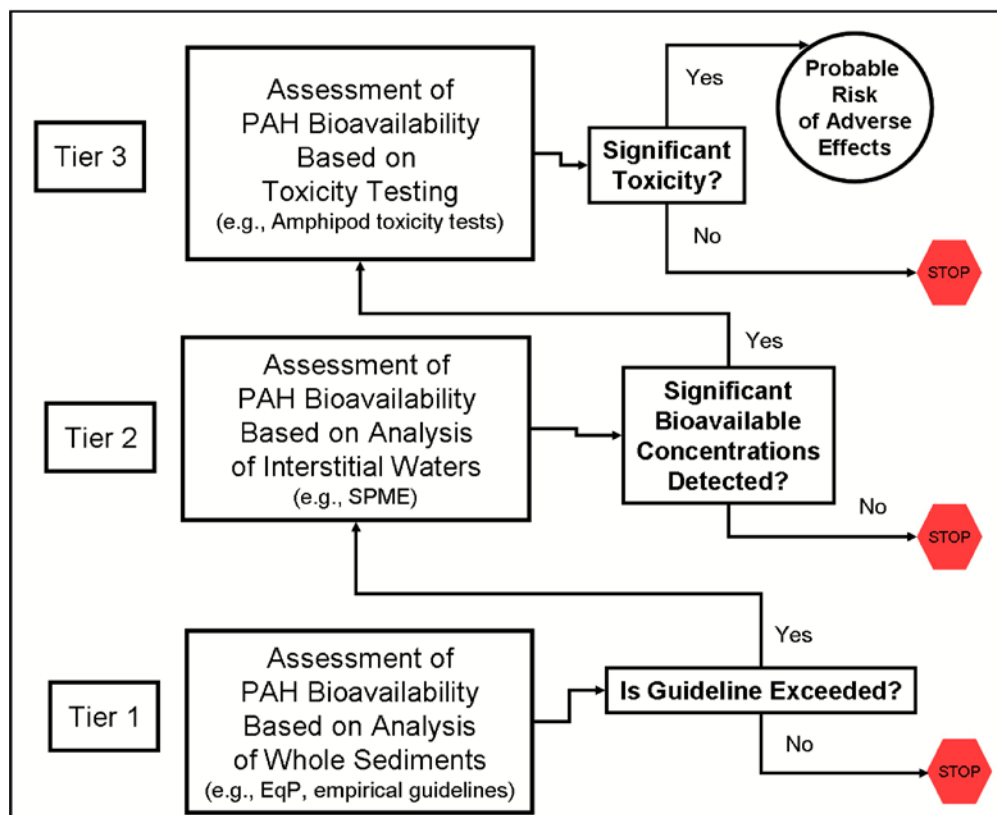 Tier 3
Assessment of
PAH Bioavailability
Based on
Toxicity Testing
(e.g., Amphipod toxicity tests)
Significant
Toxicity?
Yes
Probable
Risk
of Adverse
Effects
No
STOP
Tier 2
Assessment of
PAH Bioavailability
Based on Analysis
of Interstitial Waters
(e.g., SPME)
Yes
Significant
Bioavailable
Concentrations
Detected?
No
STOP
Tier 1
Assessment of
PAH Bioavailability
Based on Analysis
of Whole Sediments
(e.g., EqP, empirical guidelines)
Yes
Is Guideline Exceeded?
No
STOP